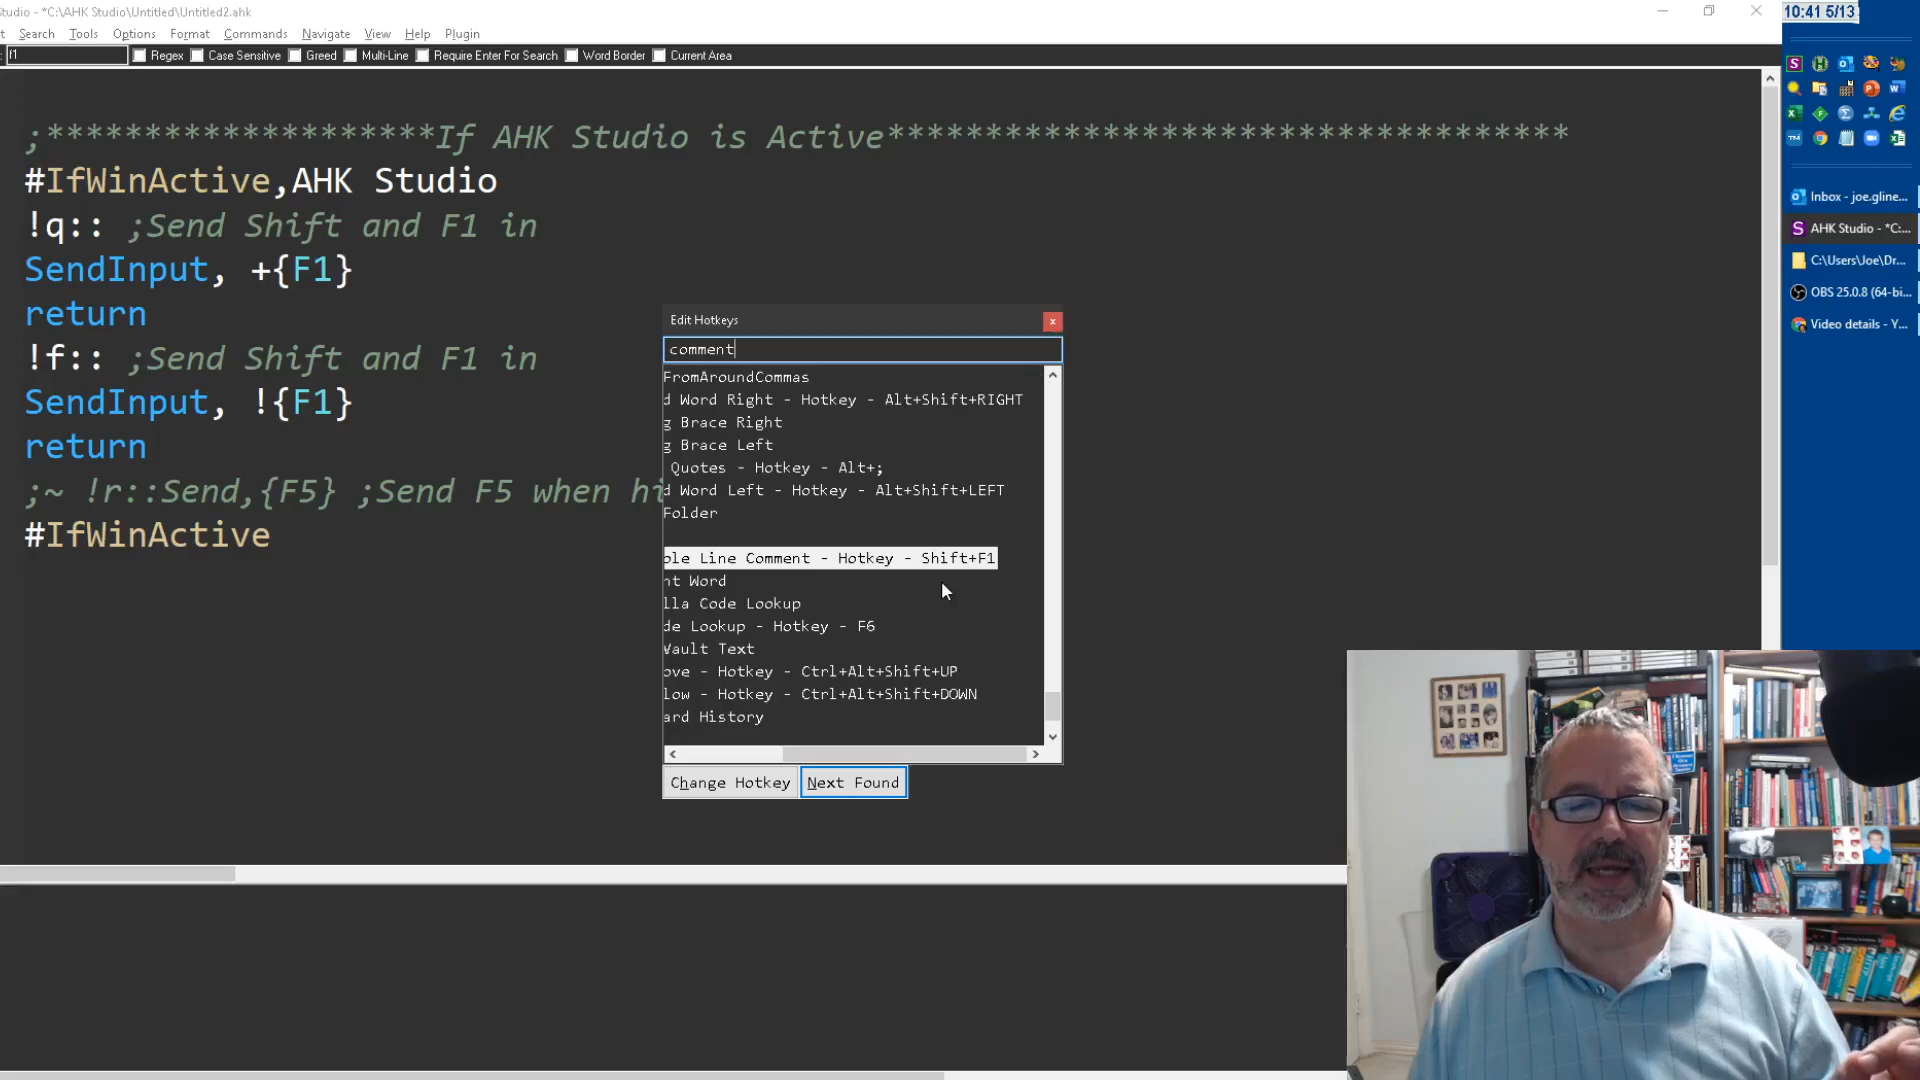 Studio - *C:\AHK Studio\Untitled\Untitled2.ahk
10:41 5/13
t Search Tools Options Format Commands Navigate View Help Plugin
: f1 Regex Case Sensitive Greed Multi-Line Require Enter For Search Word Border Current Area
;*********************If AHK Studio is Active***********************************
#IfWinActive,AHK Studio
!q:: ;Send Shift and F1 in
SendInput, +{F1}
return
!f:: ;Send Shift and F1 in
SendInput, !{F1}
return
;~ !r::Send,{F5} ;Send F5 when hi
#IfWinActive
Edit Hotkeys
x
comment
FromAroundCommas
d Word Right - Hotkey - Alt+Shift+RIGHT
g Brace Right
g Brace Left
Quotes - Hotkey - Alt+;
d Word Left - Hotkey - Alt+Shift+LEFT
Folder
ole Line Comment - Hotkey - Shift+F1
nt Word
lla Code Lookup
de Lookup - Hotkey - F6
Vault Text
ove - Hotkey - Ctrl+Alt+Shift+UP
low - Hotkey - Ctrl+Alt+Shift+DOWN
ard History
Change Hotkey
Next Found
Inbox - joe.gline...
S AHK Studio - *C:...
C:\Users\Joe\Dr...
OBS 25.0.8 (64-bi...
Video details - Y...